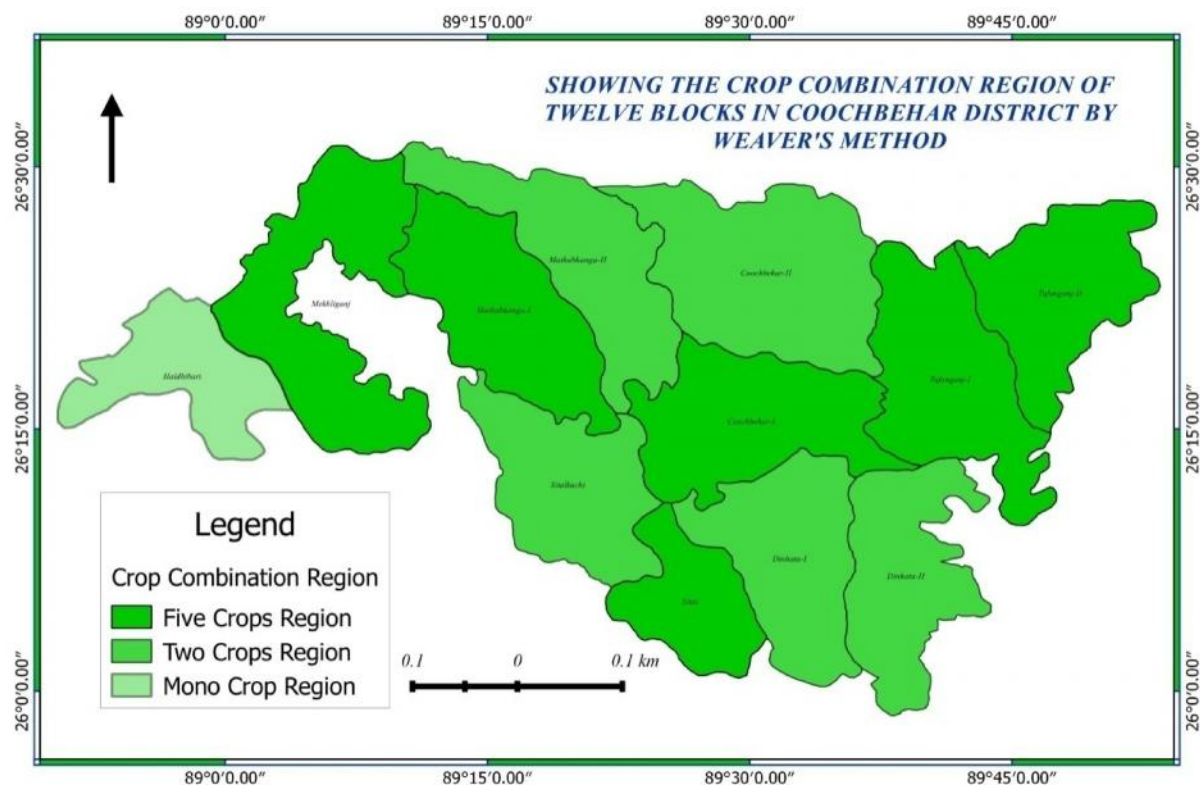 89°0′0.00″ 89°15′0.00″ 89°30′0.00″ 89°45′0.00″
SHOWING THE CROP COMBINATION REGION OF
TWELVE BLOCKS IN COOCHBEHAR DISTRICT BY
WEAVER'S METHOD
26°30′0.00″ 26°30′0.00″
Mathabhanga-II
Coochbehar-II
Mekhliganj
Tufanganj-II
Mathabhanga-I
Haldibari
Tufanganj-I
Coochbehar-I
26°15′0.00″ 26°15′0.00″
Sitalkuchi
Dinhata-I
Dinhata-II
Sitai
Legend
Crop Combination Region
Five Crops Region
Two Crops Region
Mono Crop Region
0.1 0 0.1 km
26°0′0.00″ 26°0′0.00″
89°0′0.00″ 89°15′0.00″ 89°30′0.00″ 89°45′0.00″